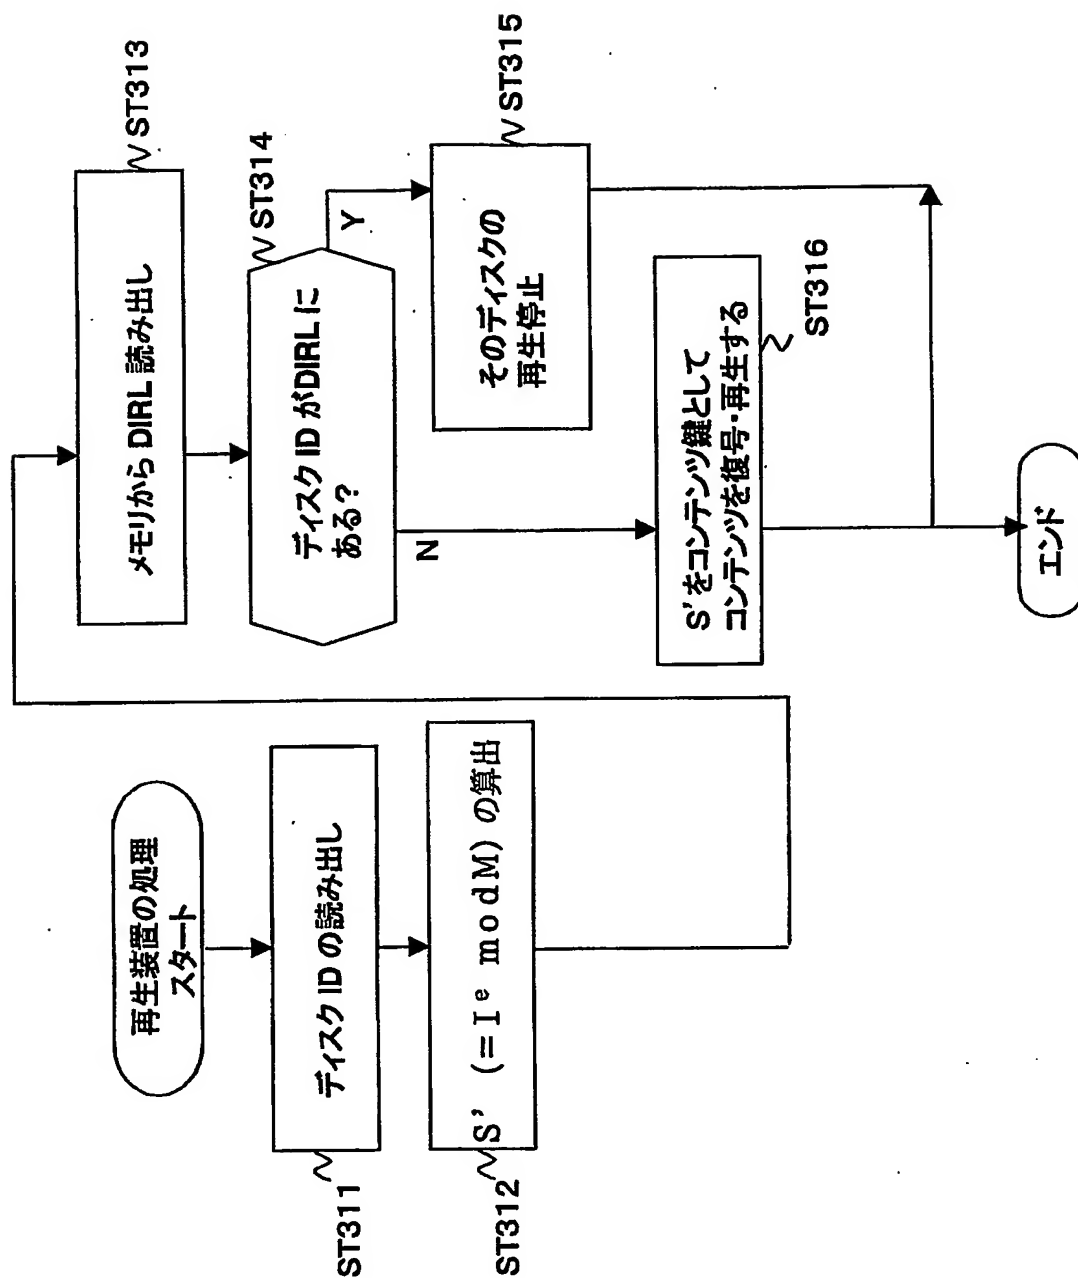 再生装置の処理
スタート
ディスク ID の読み出し
ST311
S' (=Iᵉ modM) の算出
ST312
メモリから DIRL 読み出し
ST313
ディスク ID がDIRLに
ある?
ST314
Y
N
そのディスクの
再生停止
ST315
S'をコンテンツ鍵として
コンテンツを復号・再生する
ST316
エンド